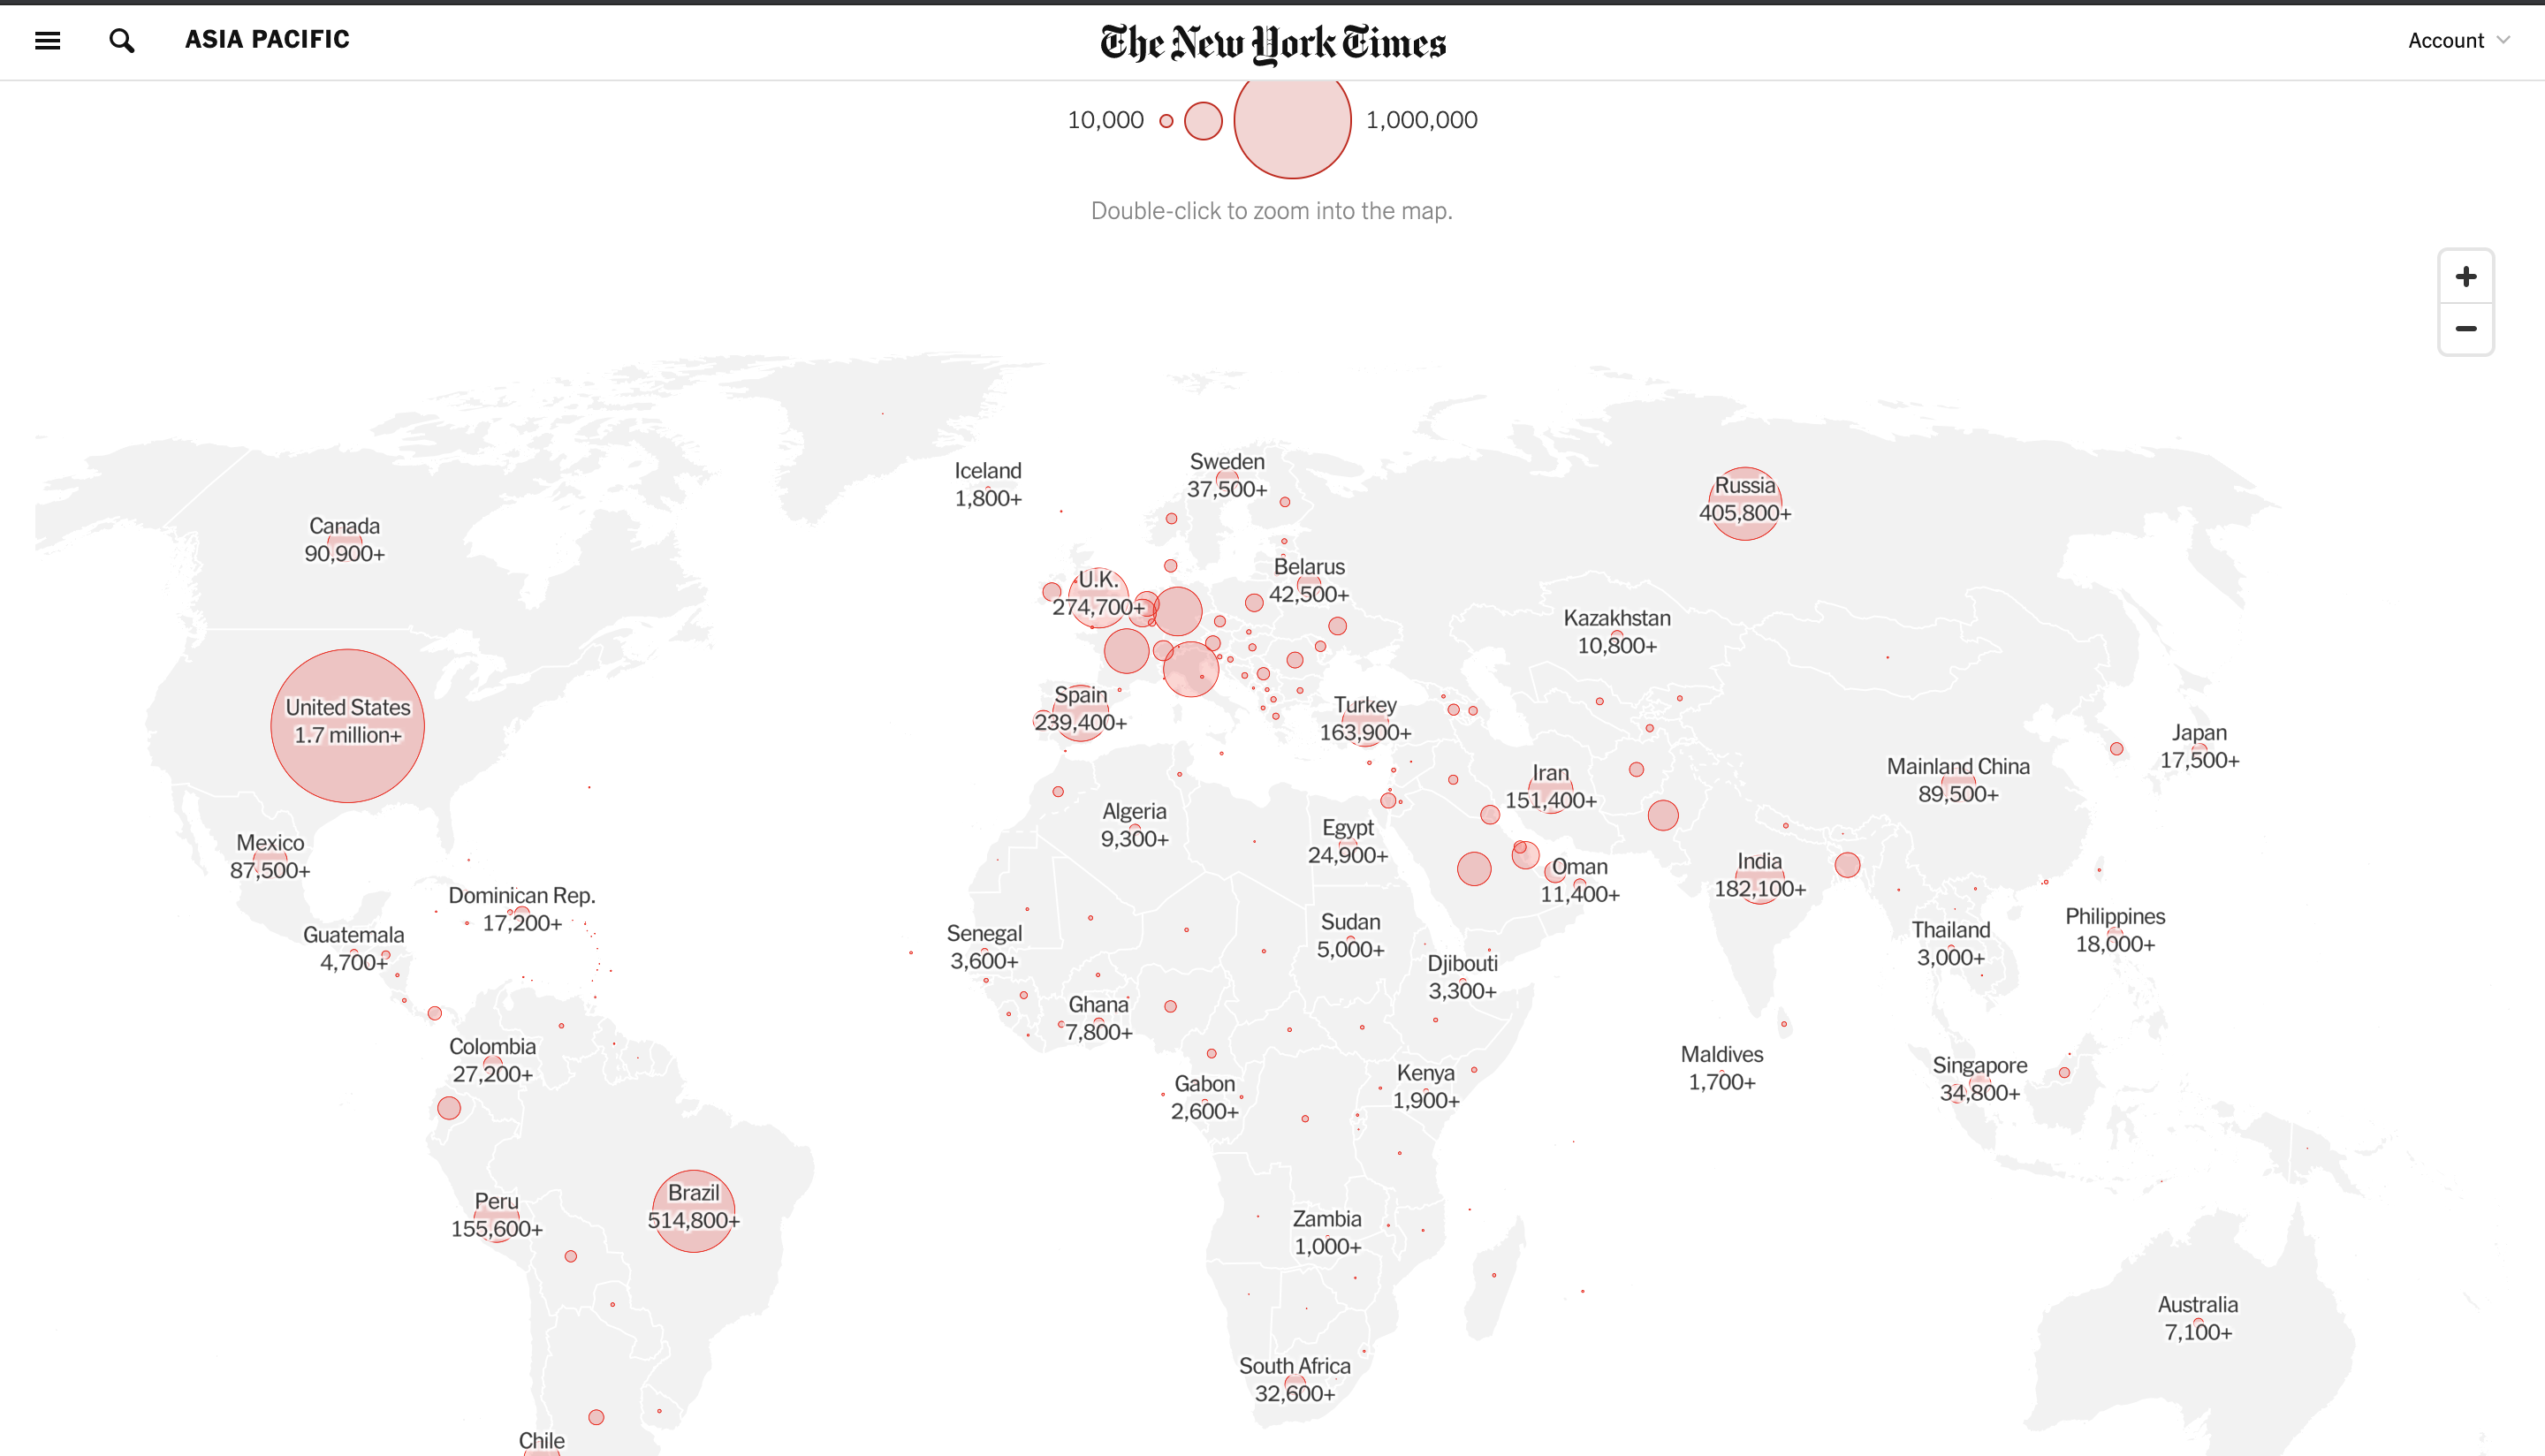 ASIA PACIFIC
The New York Times
Account
10,000
1,000,000
Double-click to zoom into the map.
Iceland
1,800+
Sweden
37,500+
Russia
405,800+
Canada
90,900+
U.K.
274,700+
Belarus
42,500+
Kazakhstan
10,800+
United States
1.7 million+
Spain
239,400+
Turkey
163,900+
Iran
151,400+
Mainland China
89,500+
Japan
17,500+
Mexico
87,500+
Algeria
9,300+
Egypt
24,900+
Oman
11,400+
India
182,100+
Dominican Rep.
17,200+
Guatemala
4,700+
Senegal
3,600+
Sudan
5,000+
Djibouti
3,300+
Thailand
3,000+
Philippines
18,000+
Ghana
7,800+
Colombia
27,200+
Gabon
2,600+
Kenya
1,900+
Maldives
1,700+
Singapore
34,800+
Peru
155,600+
Brazil
514,800+
Zambia
1,000+
Australia
7,100+
South Africa
32,600+
Chile